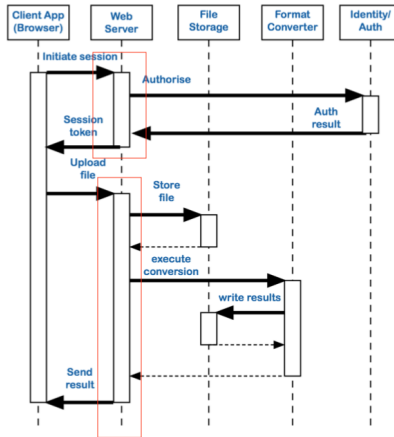 Client App
(Browser)
Web
Server
File
Storage
Format
Converter
Identity/
Auth
Initiate session
Authorise
Session
token
Auth
result
Upload
file
Store
file
execute
conversion
write results
Send
result